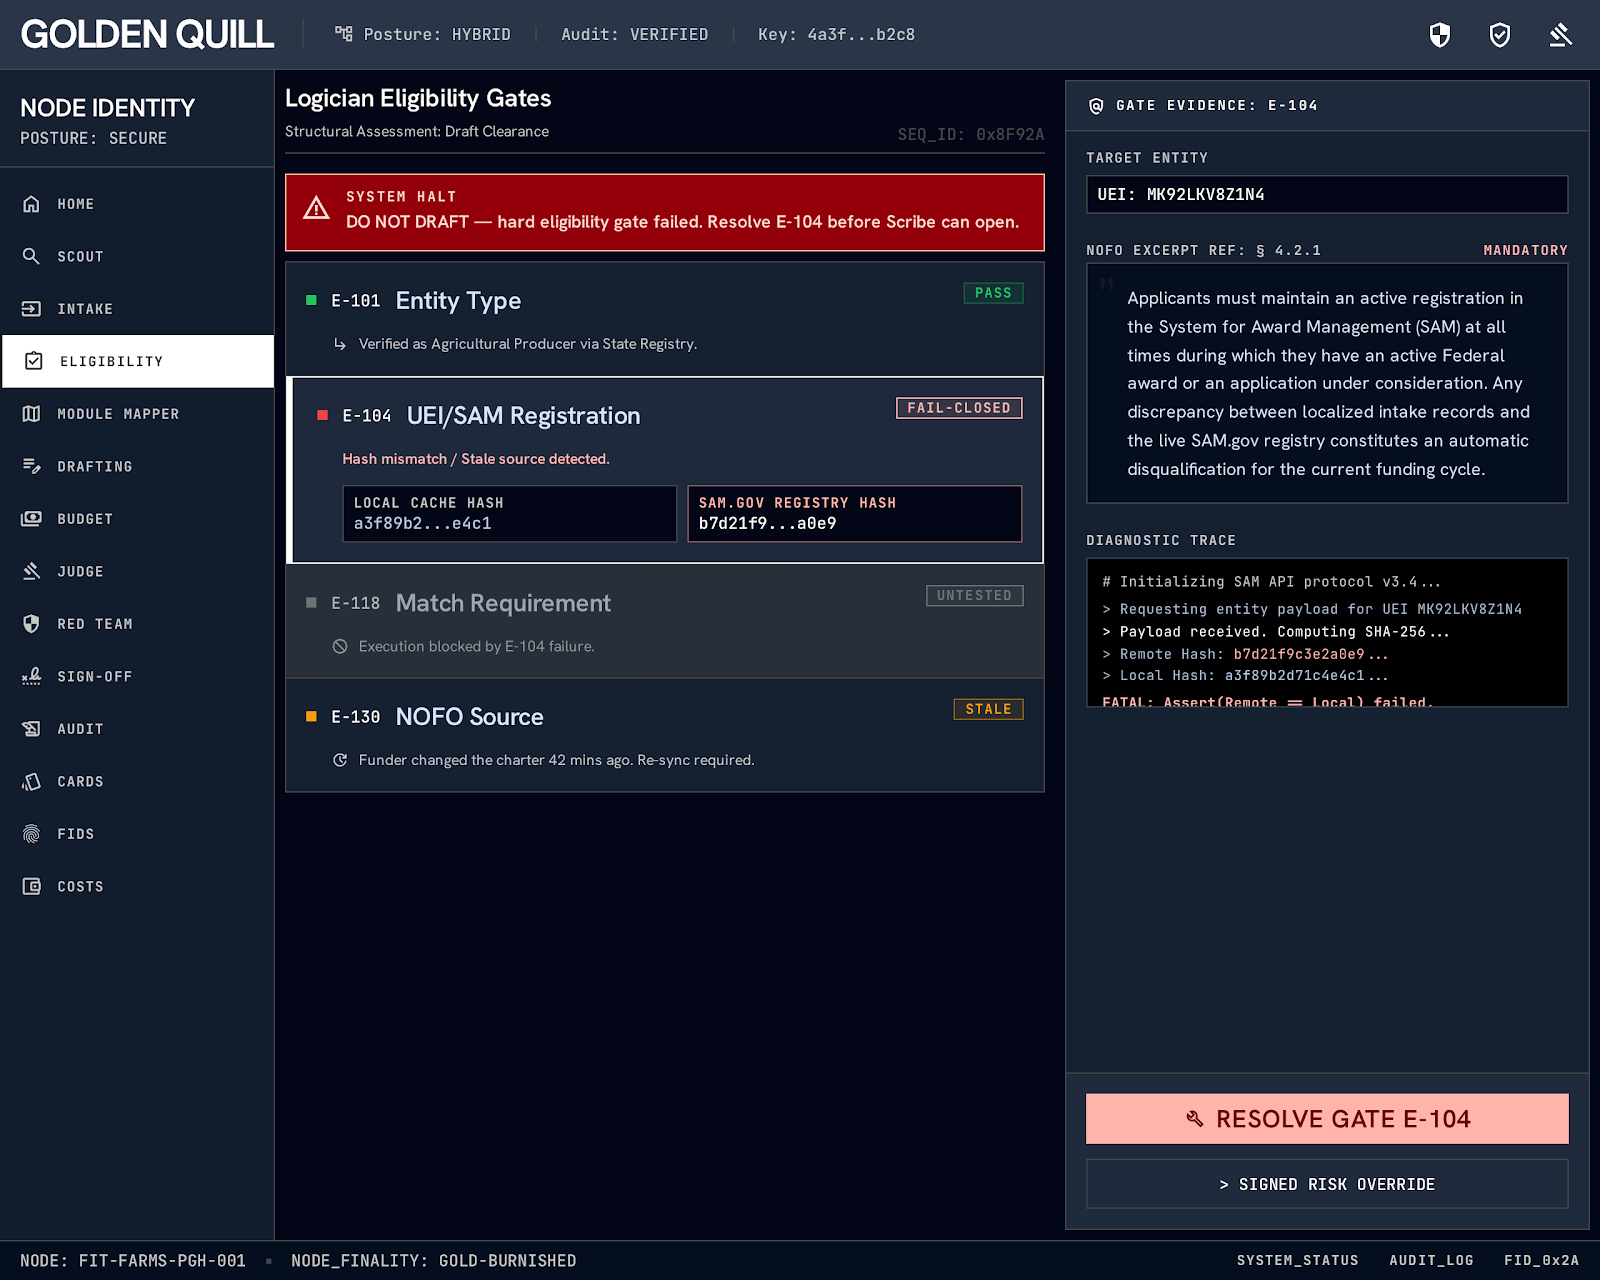 GOLDEN QUILL
Posture: HYBRID
Audit: VERIFIED
Key: 4a3f...b2c8
NODE IDENTITY
POSTURE: SECURE
HOME
SCOUT
INTAKE
ELIGIBILITY
MODULE MAPPER
DRAFTING
BUDGET
JUDGE
RED TEAM
SIGN-OFF
AUDIT
CARDS
FIDS
COSTS
Logician Eligibility Gates
Structural Assessment: Draft Clearance
SEQ_ID: 0x8F92A
SYSTEM HALT
DO NOT DRAFT — hard eligibility gate failed. Resolve E-104 before Scribe can open.
E-101 Entity Type
PASS
Verified as Agricultural Producer via State Registry.
E-104 UEI/SAM Registration
FAIL-CLOSED
Hash mismatch / Stale source detected.
LOCAL CACHE HASH
a3f89b2...e4c1
SAM.GOV REGISTRY HASH
b7d21f9...a0e9
E-118 Match Requirement
UNTESTED
Execution blocked by E-104 failure.
E-130 NOFO Source
STALE
Funder changed the charter 42 mins ago. Re-sync required.
GATE EVIDENCE: E-104
TARGET ENTITY
UEI: MK92LKV8Z1N4
NOFO EXCERPT REF: § 4.2.1
MANDATORY
"
Applicants must maintain an active registration in
the System for Award Management (SAM) at all
times during which they have an active Federal
award or an application under consideration. Any
discrepancy between localized intake records and
the live SAM.gov registry constitutes an automatic
disqualification for the current funding cycle.
DIAGNOSTIC TRACE
# Initializing SAM API protocol v3.4...
> Requesting entity payload for UEI MK92LKV8Z1N4
> Payload received. Computing SHA-256...
> Remote Hash: b7d21f9c3e2a0e9...
> Local Hash: a3f89b2d71c4e4c1...
FATAL: Assert(Remote == Local) failed.
RESOLVE GATE E-104
> SIGNED RISK OVERRIDE
NODE: FIT-FARMS-PGH-001
NODE_FINALITY: GOLD-BURNISHED
SYSTEM_STATUS
AUDIT_LOG
FID_0x2A